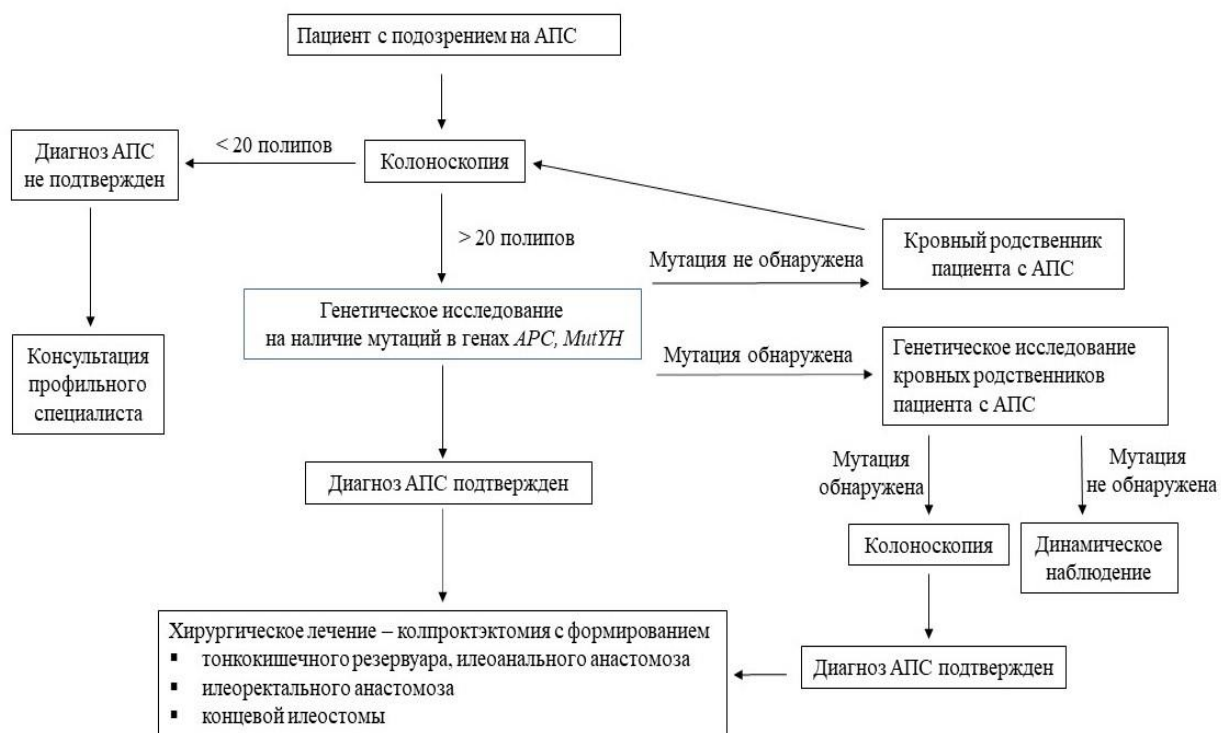 Пациент с подозрением на АПС
< 20 полипов
Диагноз АПС
не подтвержден
Колоноскопия
> 20 полипов
Мутация не обнаружена
Кровный родственник
пациента с АПС
Генетическое исследование
на наличие мутаций в генах APC, MutYH
Мутация обнаружена
Генетическое исследование
кровных родственников
пациента с АПС
Консультация
профильного
специалиста
Мутация
обнаружена
Мутация
не обнаружена
Диагноз АПС подтвержден
Колоноскопия
Динамическое
наблюдение
Хирургическое лечение – колпроктэктомия с формированием
▪ тонкокишечного резервуара, илеоанального анастомоза
▪ илеоректального анастомоза
▪ концевой илеостомы
Диагноз АПС подтвержден